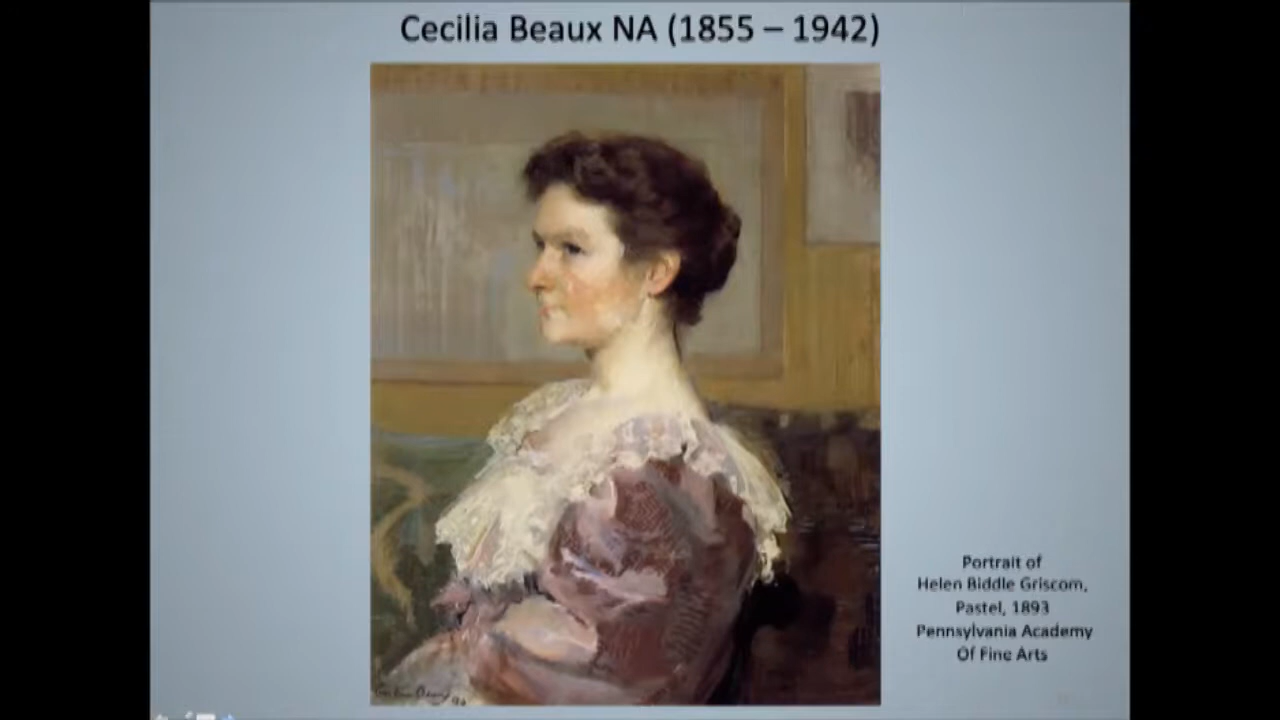 Cecilia Beaux NA (1855 – 1942)
Portrait of
Helen Biddle Griscom,
Pastel, 1893
Pennsylvania Academy
Of Fine Arts